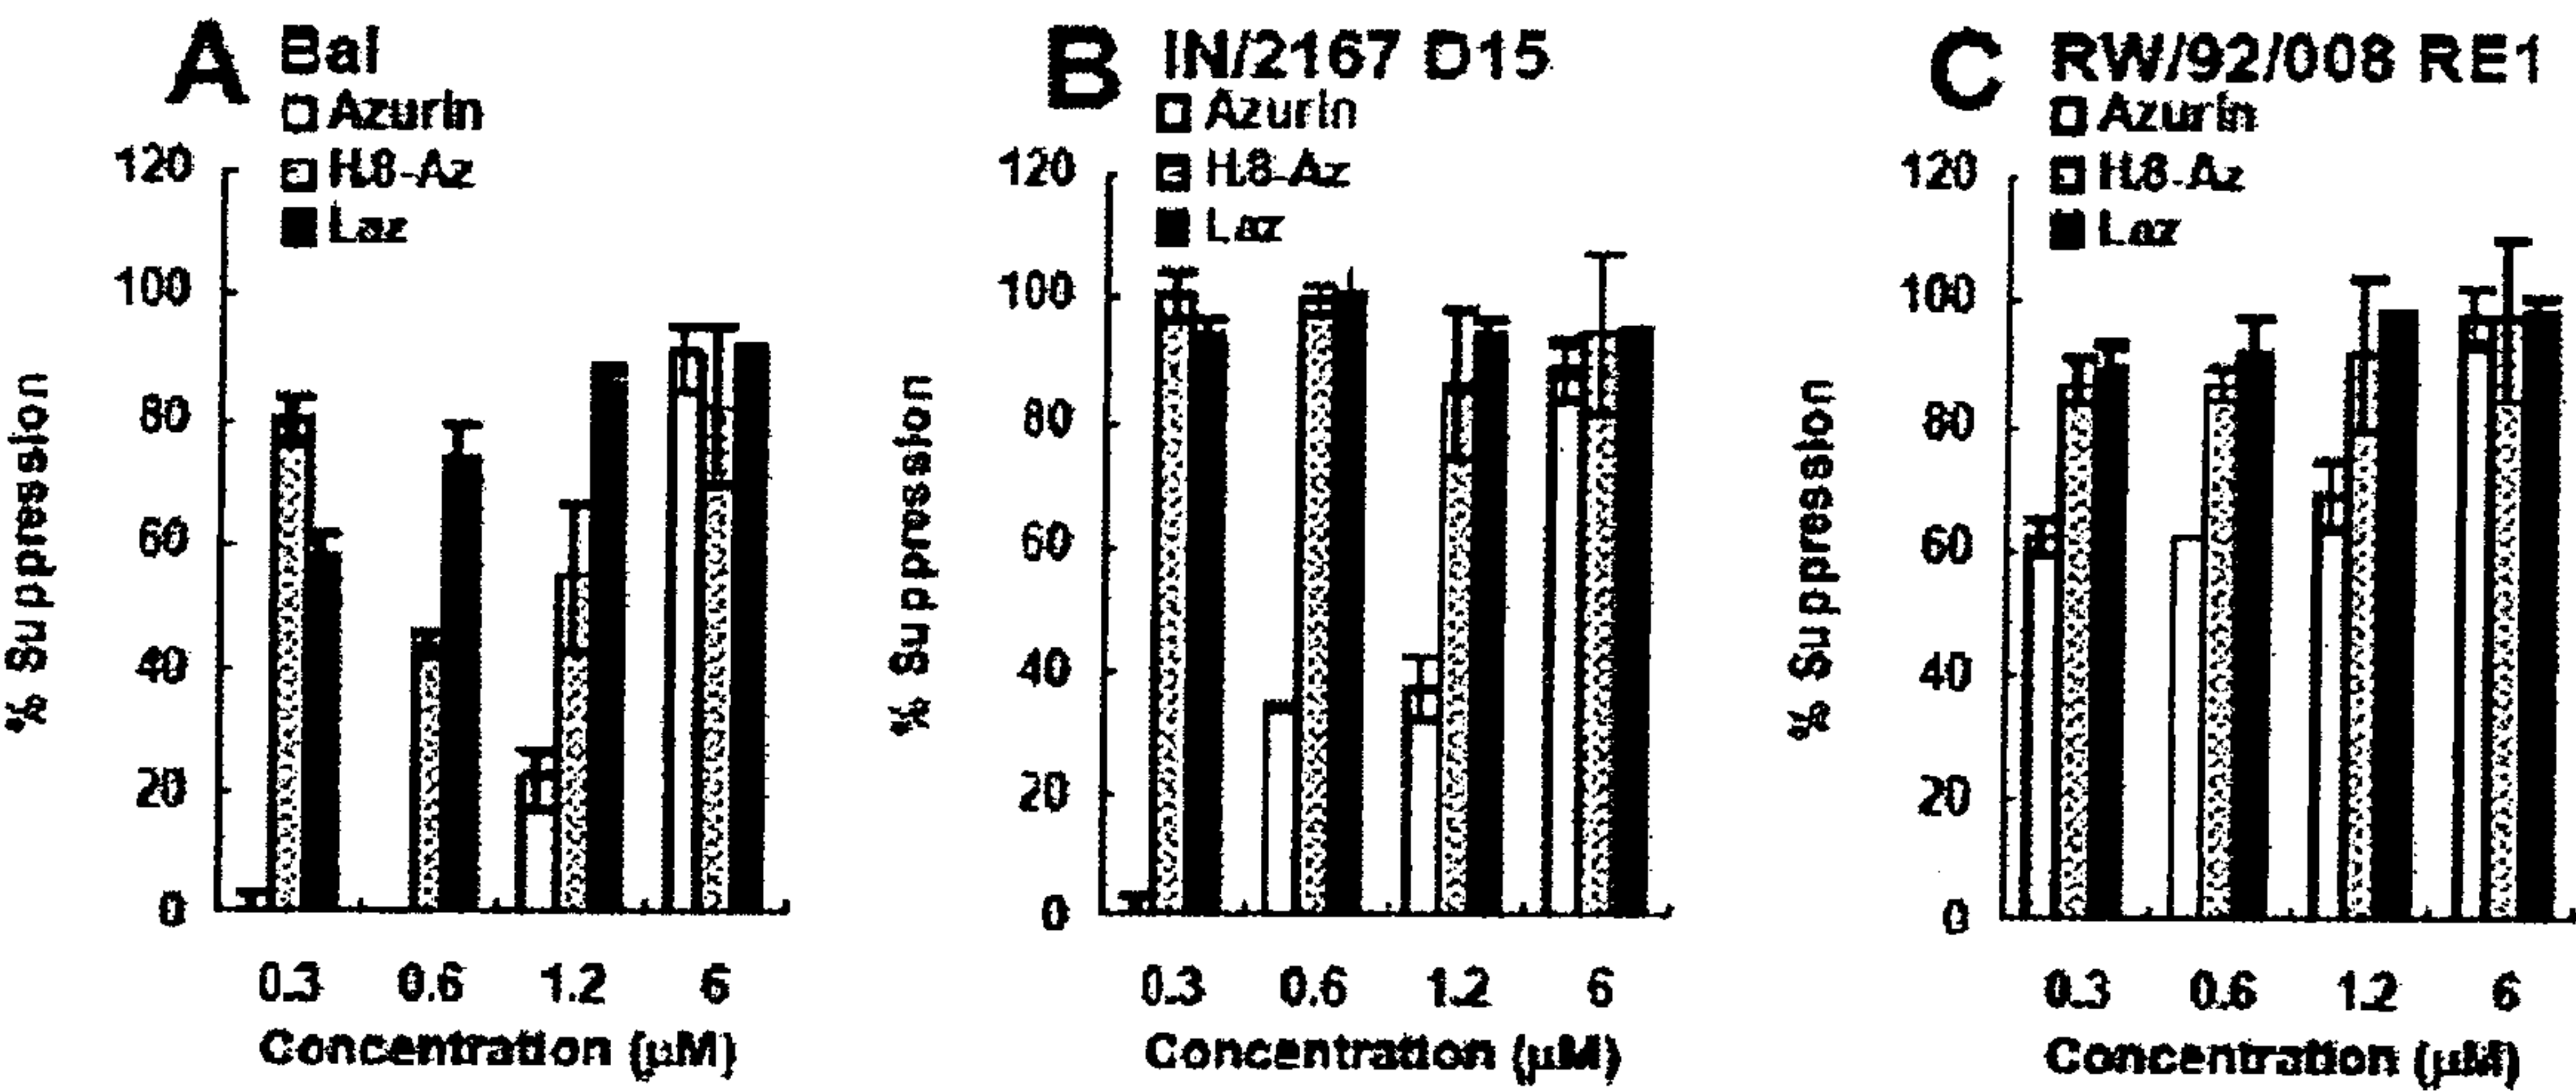 A Bal
Azurin
H.8-Az
Laz
120
100
80
60
40
20
0
% Suppression
0.3 0.6 1.2 6
Concentration (μM)
B IN/2167 D15
Azurin
H.8-Az
Laz
120
100
80
60
40
20
0
% Suppression
0.3 0.6 1.2 6
Concentration (μM)
C RW/92/008 RE1
Azurin
H.8-Az
Laz
120
100
80
60
40
20
0
% Suppression
0.3 0.6 1.2 6
Concentration (μM)